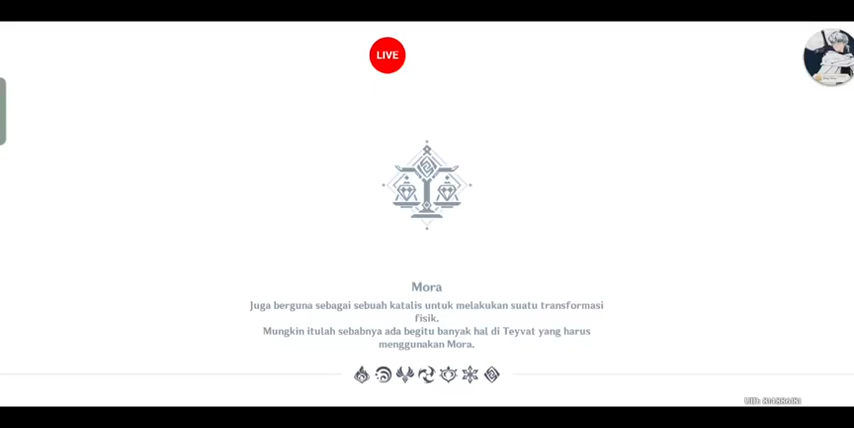 LIVE
Mora
Juga berguna sebagai sebuah katalis untuk melakukan suatu transformasi
fisik.
Mungkin itulah sebabnya ada begitu banyak hal di Teyvat yang harus
menggunakan Mora.
UID: